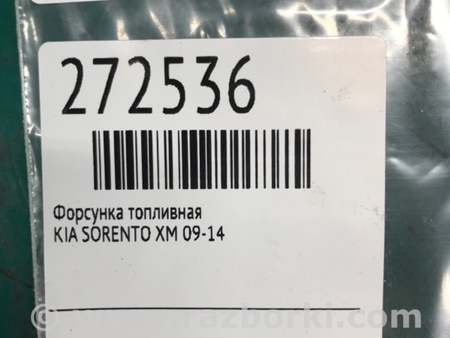 272536
Форсунка топливная
KIA SORENTO XM 09-14